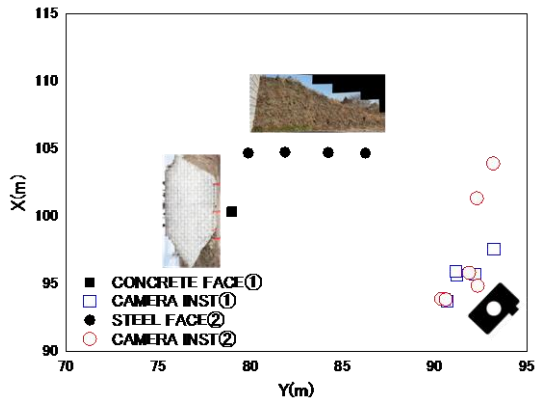 115
110
105
100
95
90
X(m)
CONCRETE FACE①
CAMERA INST①
STEEL FACE②
CAMERA INST②
70 75 80 85 90 95
Y(m)